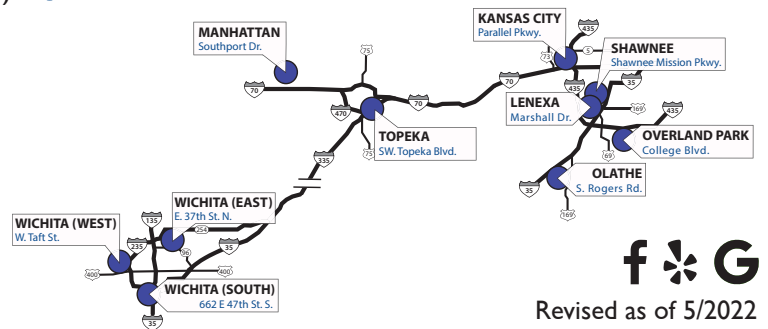 MANHATTAN
Southport Dr.
KANSAS CITY
Parallel Pkwy.
SHAWNEE
Shawnee Mission Pkwy.
LENEXA
Marshall Dr.
OVERLAND PARK
College Blvd.
OLATHE
S. Rogers Rd.
TOPEKA
SW. Topeka Blvd.
WICHITA (EAST)
E. 37th St. N.
WICHITA (WEST)
W. Taft St.
WICHITA (SOUTH)
662 E 47th St. S.
435
5
73
75
70
70
70
435
35
169
435
470
69
75
335
35
169
135
254
235
35
96
400
400
35
f G
Revised as of 5/2022